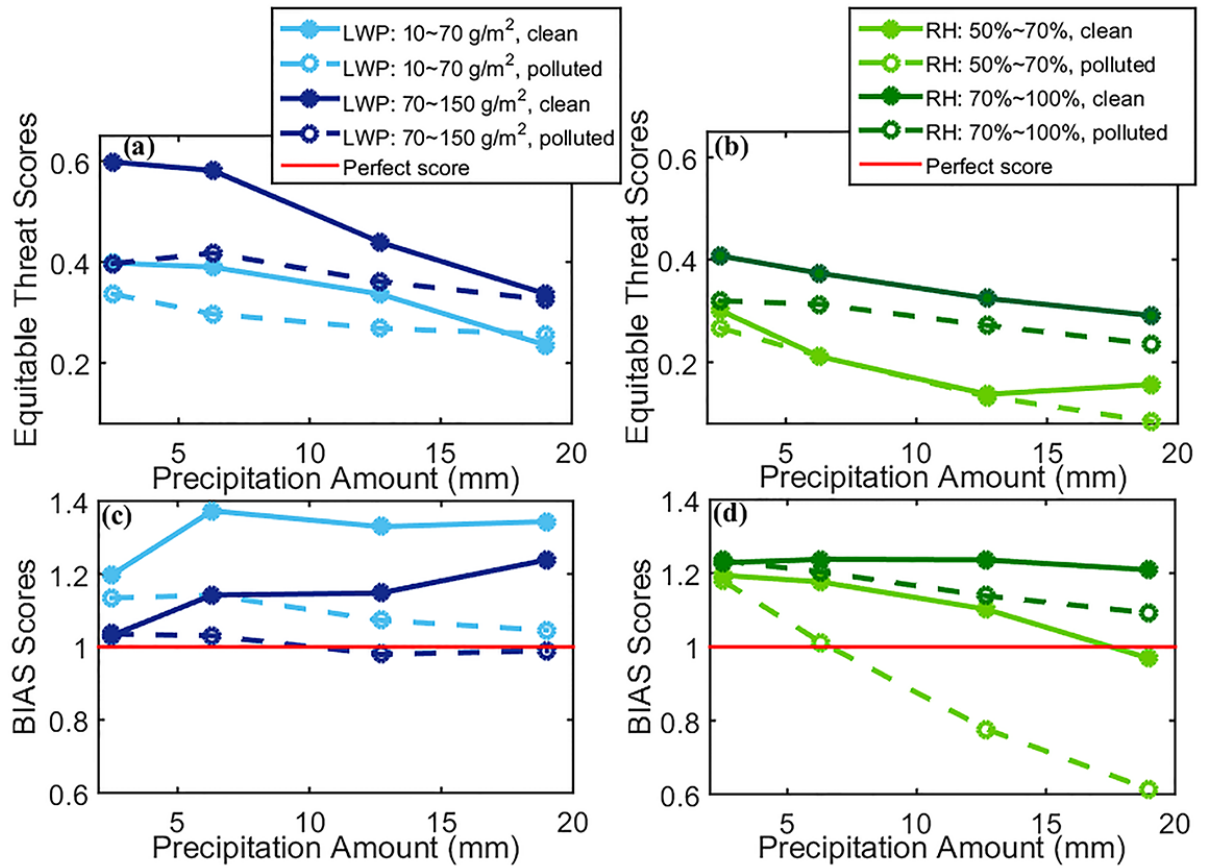 LWP: 10~70 g/m², clean
LWP: 10~70 g/m², polluted
LWP: 70~150 g/m², clean
LWP: 70~150 g/m², polluted
Perfect score
RH: 50%~70%, clean
RH: 50%~70%, polluted
RH: 70%~100%, clean
RH: 70%~100%, polluted
Perfect score
(a)
Equitable Threat Scores
0.6
0.4
0.2
5 10 15 20
Precipitation Amount (mm)
(b)
Equitable Threat Scores
0.6
0.4
0.2
5 10 15 20
Precipitation Amount (mm)
(c)
BIAS Scores
1.4
1.2
1
0.8
0.6
5 10 15 20
Precipitation Amount (mm)
(d)
BIAS Scores
1.4
1.2
1
0.8
0.6
5 10 15 20
Precipitation Amount (mm)